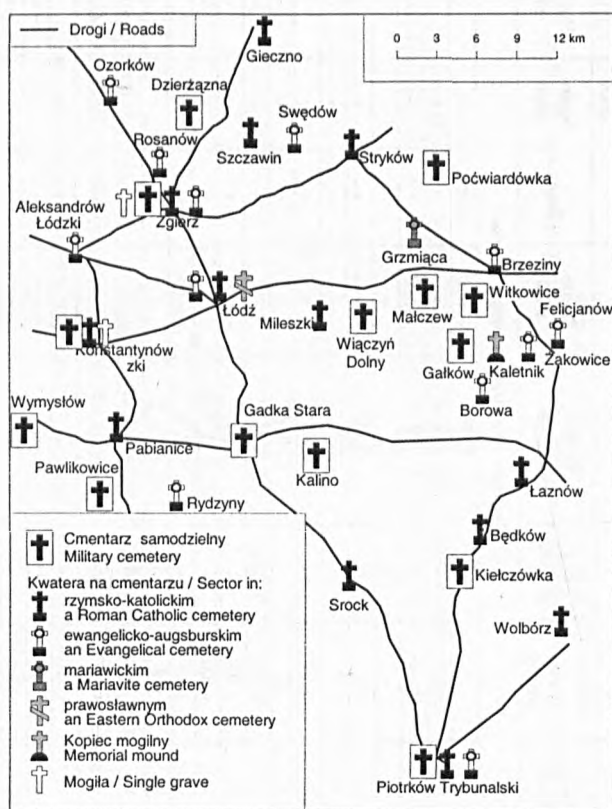 Drogi / Roads
0 3 6 9 12 km
Gieczno
Ozorków
Dzierżązna
Swędów
Rosanów
Szczawin
Stryków
Poćwiardówka
Aleksandrów
Łódzki
Zgierz
Grzmiąca
Brzeziny
Łódź
Mileszki
Małczew
Witkowice
Felicjanów
Wiączyń
Dolny
Konstantynów
zki
Gałków
Kaletnik
Żakowice
Borowa
Wymysłów
Gadka Stara
Pabianice
Kalino
Pawlikowice
Rydzyny
Łaznów
Będków
Kiełczówka
Srock
Wolbórz
Piotrków Trybunalski
Cmentarz samodzielny
Military cemetery
Kwatera na cmentarzu / Sector in:
rzymsko-katolickim
a Roman Catholic cemetery
ewangelicko-augsburskim
an Evangelical cemetery
mariawickim
a Mariavite cemetery
prawosławnym
an Eastern Orthodox cemetery
Kopiec mogilny
Memorial mound
Mogiła / Single grave